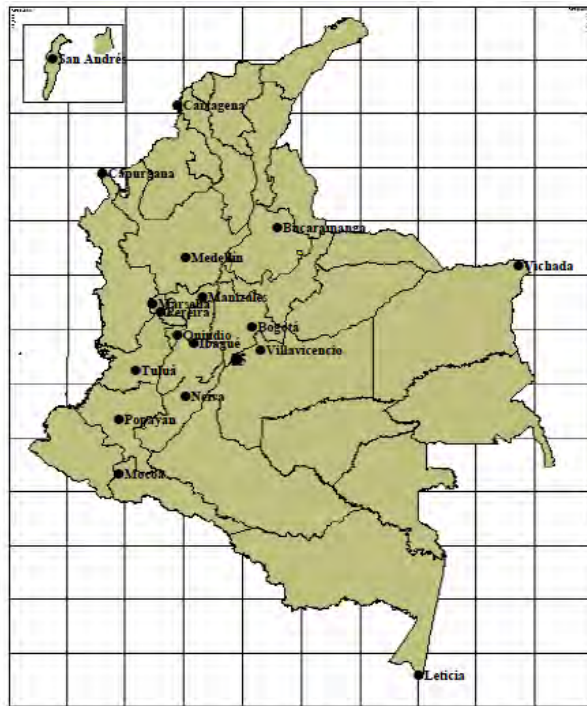 San Andrés
Cartagena
Capurgana
Bucaramanga
Medellín
Vichada
Manizales
Marsella
Pereira
Bogotá
Quindío
Ibagué
Villavicencio
Tuluá
Neiva
Popayán
Mocoa
Leticia